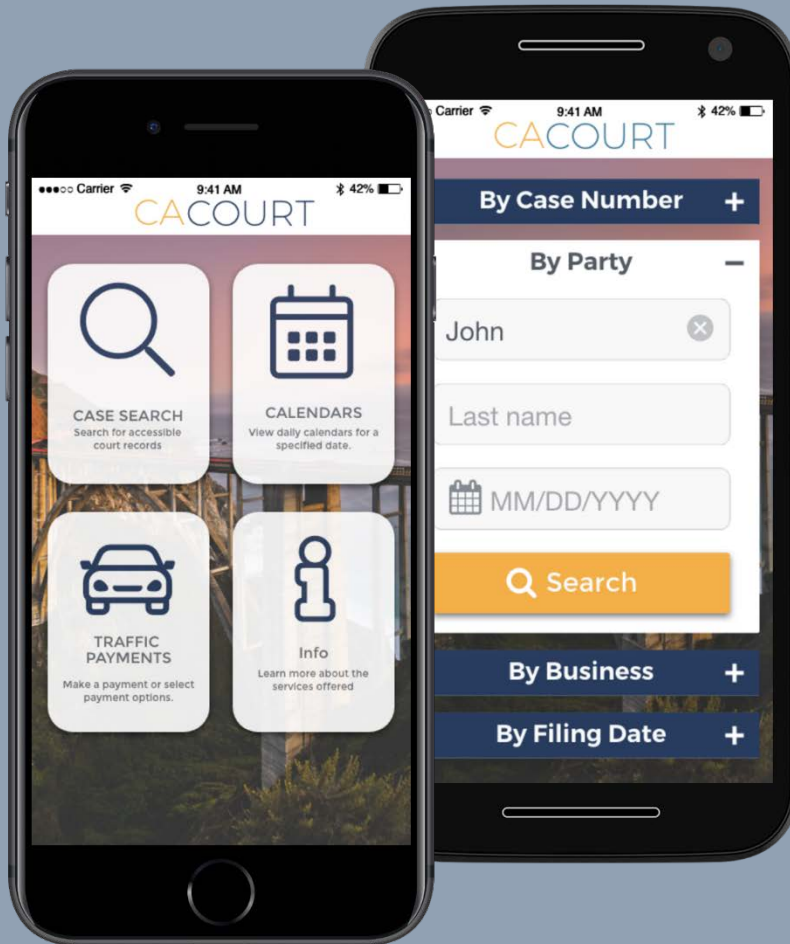 Carrier 9:41 AM 42%
CACOURT
CASE SEARCH
Search for accessible
court records
CALENDARS
View daily calendars for a
specified date.
TRAFFIC
PAYMENTS
Make a payment or select
payment options.
Info
Learn more about the
services offered
Carrier 9:41 AM 42%
CACOURT
By Case Number +
By Party −
John
Last name
MM/DD/YYYY
Search
By Business +
By Filing Date +